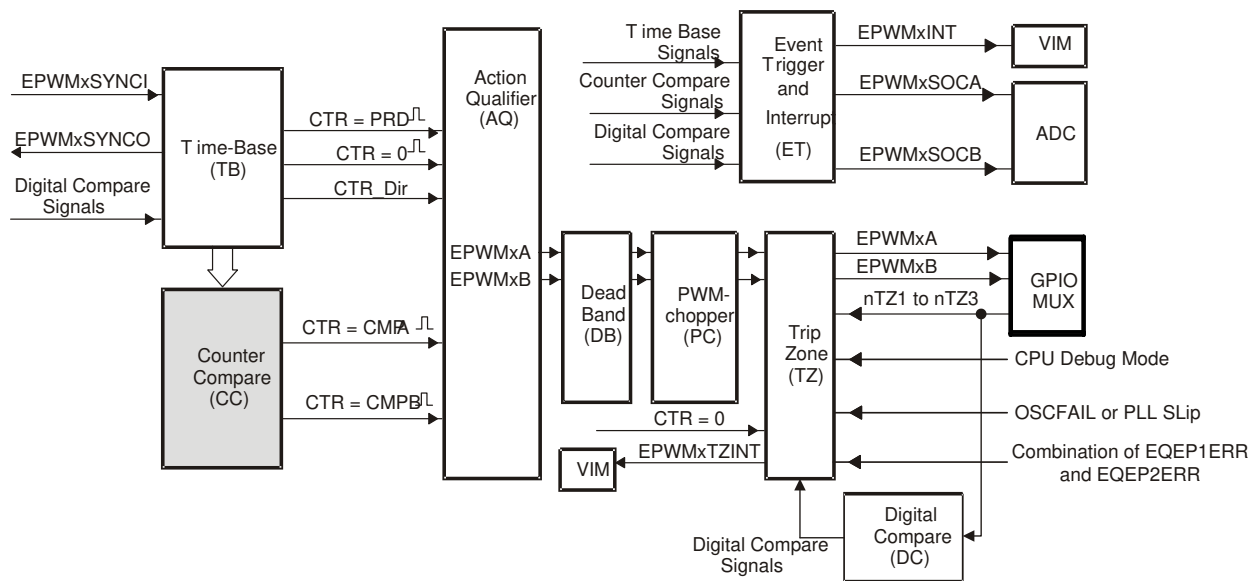 EPWMxSYNCI
EPWMxSYNCO
Digital Compare
Signals
Time-Base
(TB)
CTR = PRD
CTR = 0
CTR_Dir
Counter
Compare
(CC)
CTR = CMPA
CTR = CMPB
Action
Qualifier
(AQ)
EPWMxA
EPWMxB
Dead
Band
(DB)
PWM-
chopper
(PC)
CTR = 0
EPWMxTZINT
VIM
Time Base
Signals
Counter Compare
Signals
Digital Compare
Signals
Event
Trigger
and
Interrupt
(ET)
EPWMxINT
EPWMxSOCA
EPWMxSOCB
VIM
ADC
Trip
Zone
(TZ)
EPWMxA
EPWMxB
nTZ1 to nTZ3
GPIO
MUX
CPU Debug Mode
OSCFAIL or PLL SLip
Combination of EQEP1ERR
and EQEP2ERR
Digital
Compare
(DC)
Digital Compare
Signals